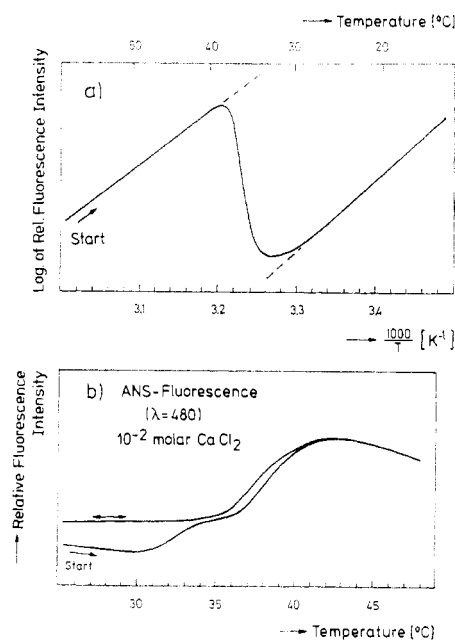 → Temperature [°C]
50 40 30 20
a)
Log. of Rel. Fluorescence Intensity
Start
3.1 3.2 3.3 3.4
→ 1000/T [K⁻¹]
b) ANS-Fluorescence
(λ=480)
10⁻² molar CaCl₂
→ Relative Fluorescence
Intensity
Start
30 35 40 45
→ Temperature [°C]